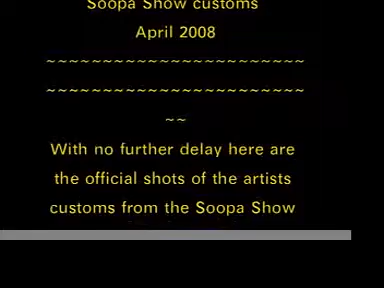 Soopa Show customs
April 2008
~~~~~~~~~~~~~~~~~~~~~~~
~~~~~~~~~~~~~~~~~~~~~~~
~~
With no further delay here are
the official shots of the artists
customs from the Soopa Show